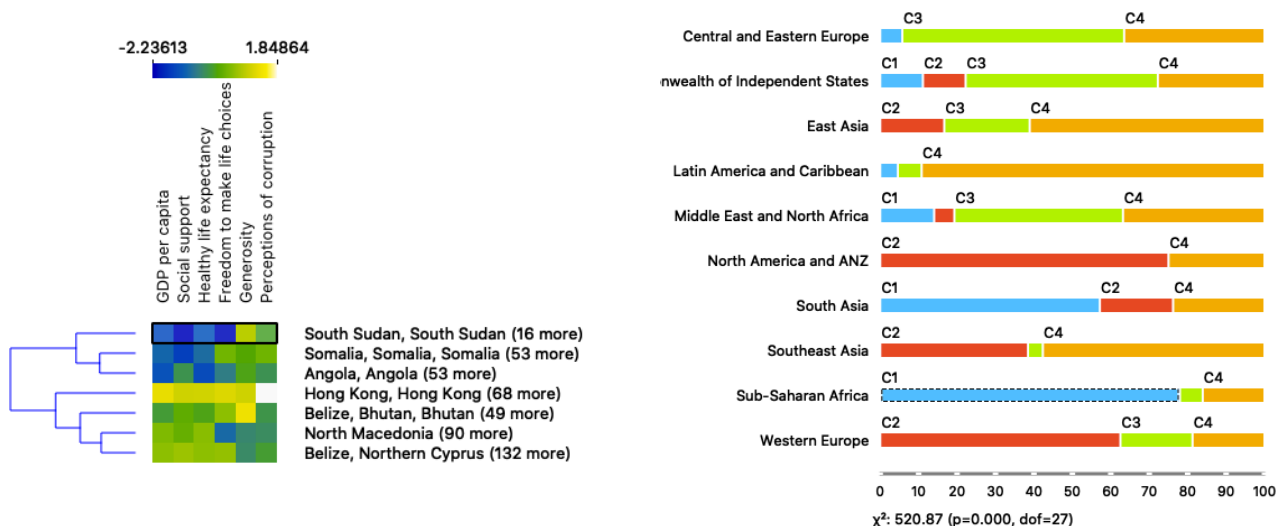 -2.23613 1.84864
GDP per capita
Social support
Healthy life expectancy
Freedom to make life choices
Generosity
Perceptions of corruption
South Sudan, South Sudan (16 more)
Somalia, Somalia, Somalia (53 more)
Angola, Angola (53 more)
Hong Kong, Hong Kong (68 more)
Belize, Bhutan, Bhutan (49 more)
North Macedonia (90 more)
Belize, Northern Cyprus (132 more)
C3 C4
Central and Eastern Europe
C1 C2 C3 C4
nwealth of Independent States
C2 C3 C4
East Asia
C4
Latin America and Caribbean
C1 C3 C4
Middle East and North Africa
C2 C4
North America and ANZ
C1 C2 C4
South Asia
C2 C4
Southeast Asia
C1 C4
Sub-Saharan Africa
C2 C3 C4
Western Europe
0 10 20 30 40 50 60 70 80 90 100
χ²: 520.87 (p=0.000, dof=27)